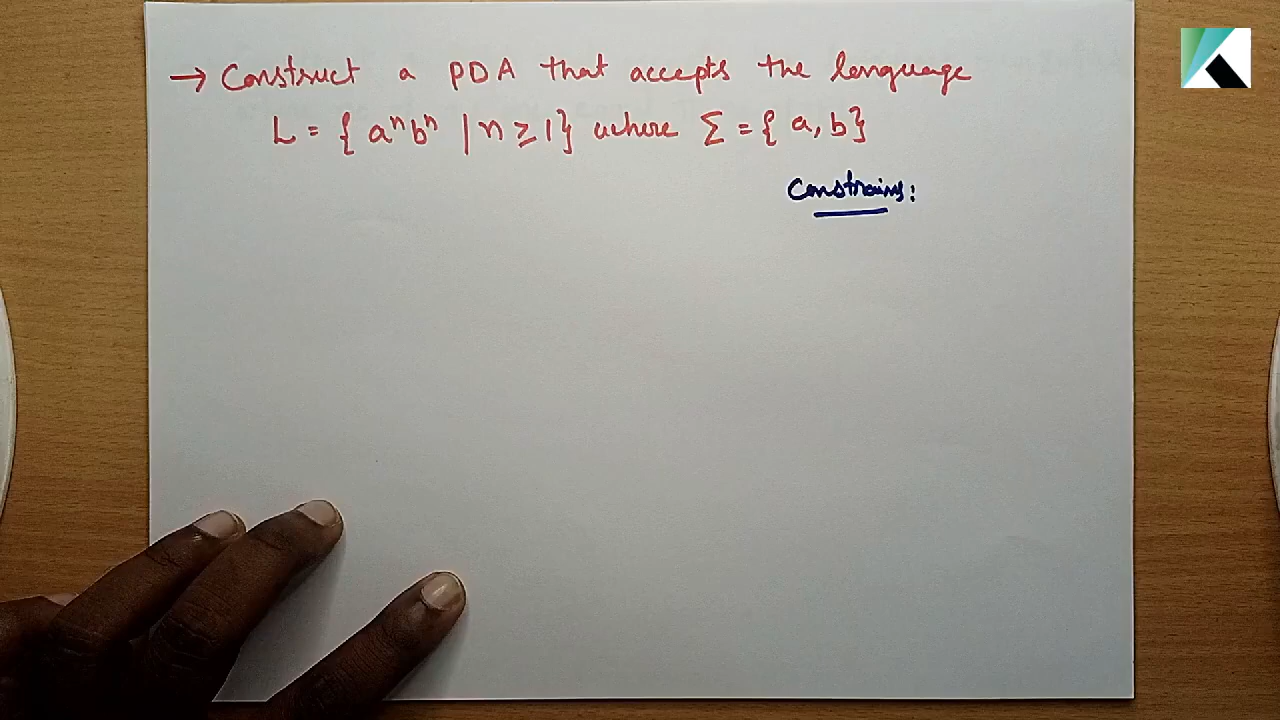 → Construct a PDA that accepts the language
L = { aⁿbⁿ | n ≥ 1} where Σ = { a, b}
Constrains: